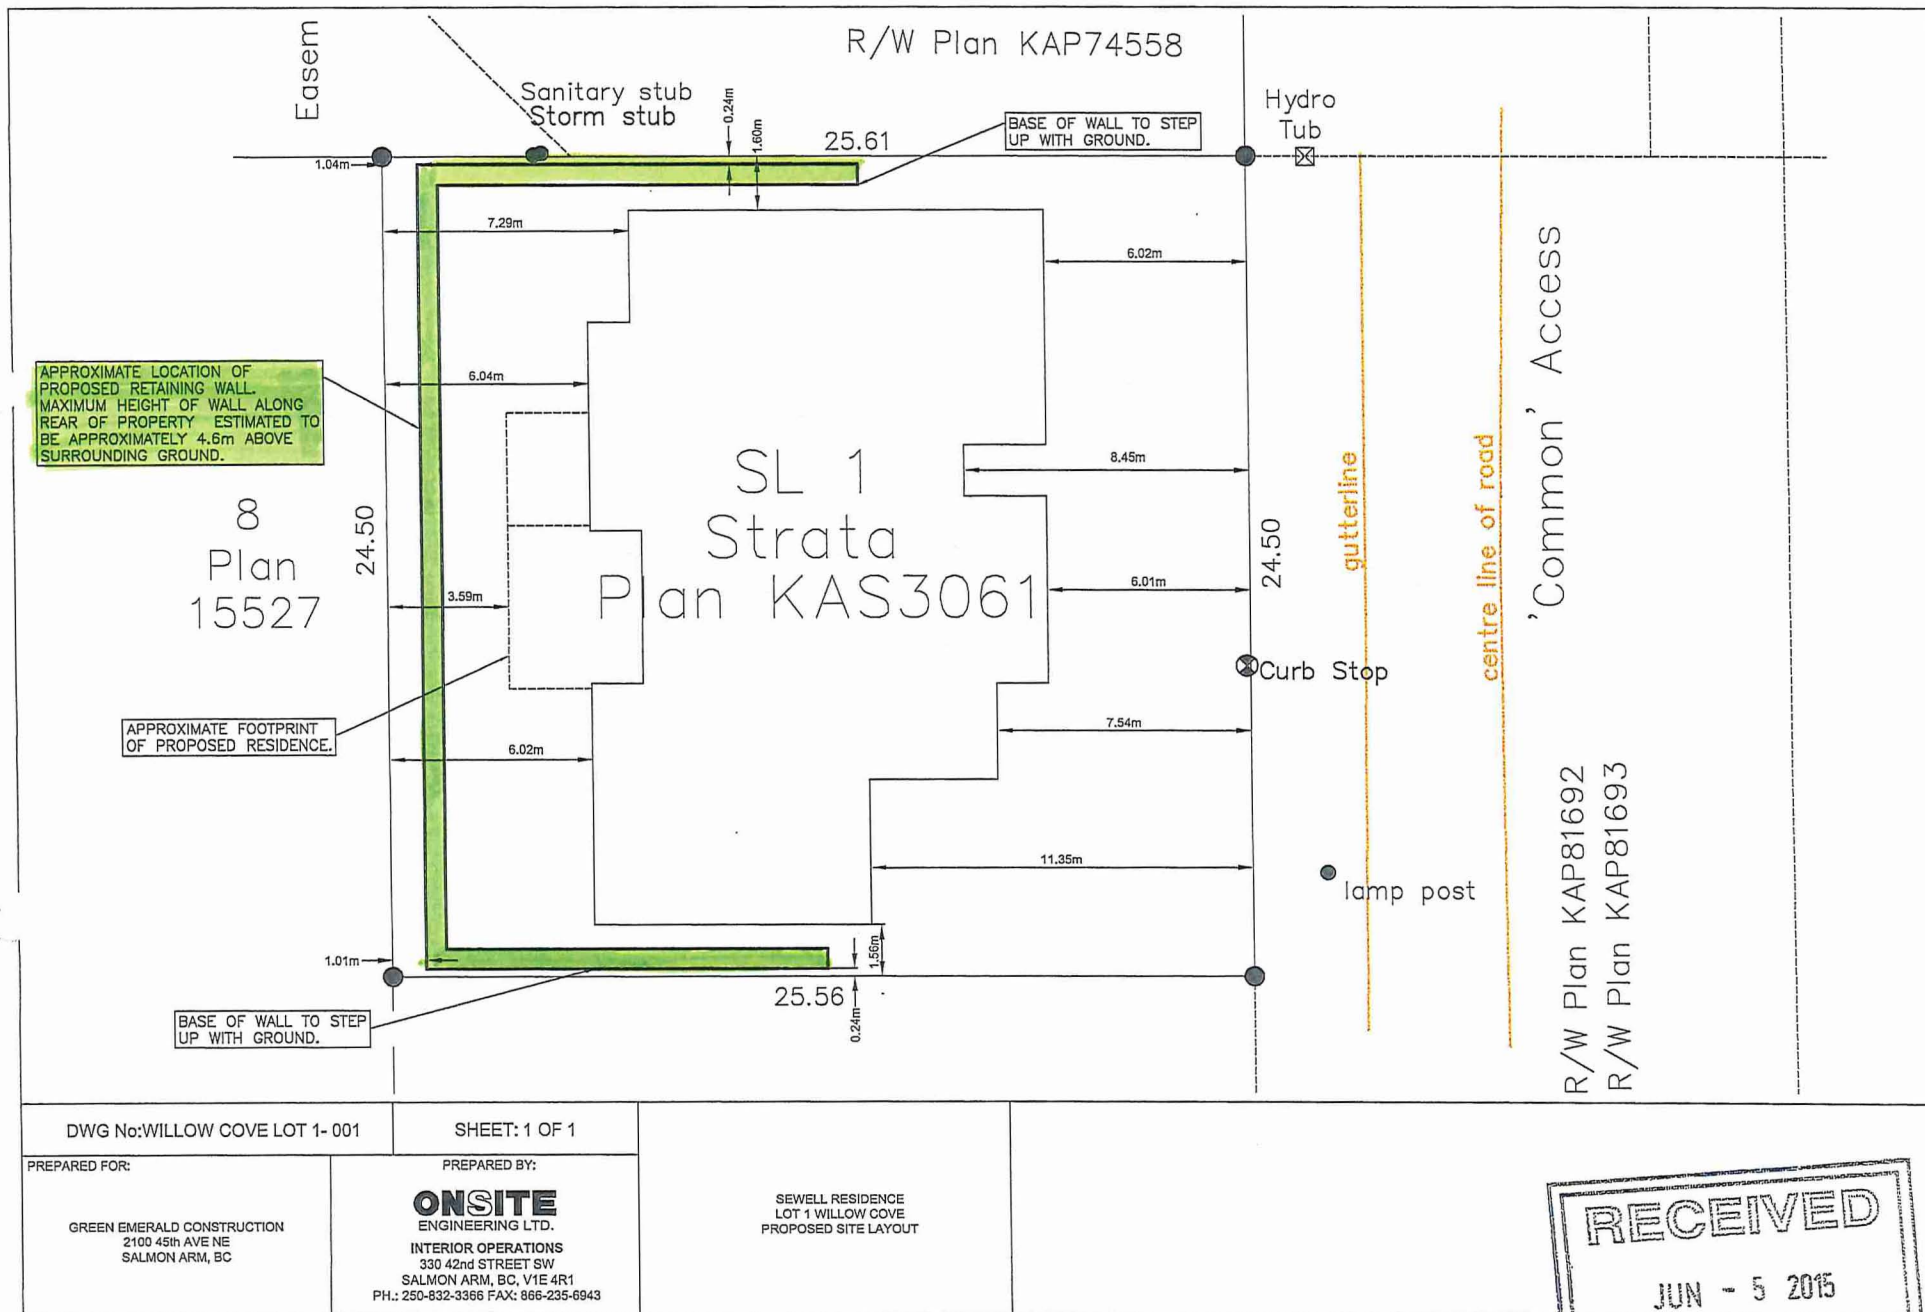 Easem
R/W Plan KAP74558
Sanitary stub
Storm stub
0.24m
1.60m
25.61
BASE OF WALL TO STEP
UP WITH GROUND.
Hydro
Tub
1.04m
7.29m
6.02m
APPROXIMATE LOCATION OF
PROPOSED RETAINING WALL.
MAXIMUM HEIGHT OF WALL ALONG
REAR OF PROPERTY ESTIMATED TO
BE APPROXIMATELY 4.6m ABOVE
SURROUNDING GROUND.
6.04m
8.45m
8
Plan
15527
24.50
SL 1
Strata
Plan KAS3061
3.59m
6.01m
24.50
gutterline
centre line of road
'Common' Access
Curb Stop
APPROXIMATE FOOTPRINT
OF PROPOSED RESIDENCE.
6.02m
7.54m
11.35m
lamp post
R/W Plan KAP81692
R/W Plan KAP81693
1.01m
1.56m
25.56
0.24m
BASE OF WALL TO STEP
UP WITH GROUND.
DWG No:WILLOW COVE LOT 1- 001
SHEET: 1 OF 1
PREPARED FOR:
GREEN EMERALD CONSTRUCTION
2100 45th AVE NE
SALMON ARM, BC
PREPARED BY:
ONSITE
ENGINEERING LTD.
INTERIOR OPERATIONS
330 42nd STREET SW
SALMON ARM, BC, V1E 4R1
PH.: 250-832-3366 FAX: 866-235-6943
SEWELL RESIDENCE
LOT 1 WILLOW COVE
PROPOSED SITE LAYOUT
RECEIVED
JUN - 5 2015